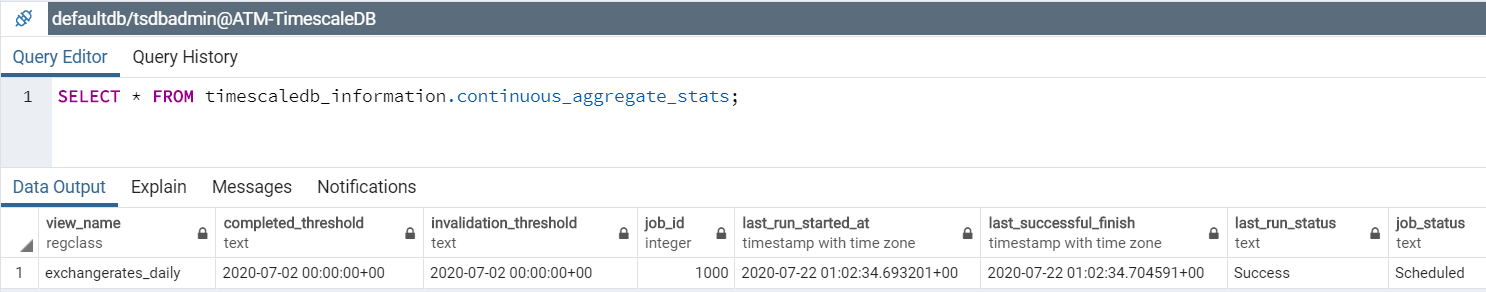 defaultdb/tsdbadmin@ATM-TimescaleDB
Query Editor Query History
1 SELECT * FROM timescaledb_information.continuous_aggregate_stats;
Data Output Explain Messages Notifications
view_name completed_threshold invalidation_threshold job_id last_run_started_at last_successful_finish last_run_status job_status
regclass text text integer timestamp with time zone timestamp with time zone text text
1 exchangerates_daily 2020-07-02 00:00:00+00 2020-07-02 00:00:00+00 1000 2020-07-22 01:02:34.693201+00 2020-07-22 01:02:34.704591+00 Success Scheduled